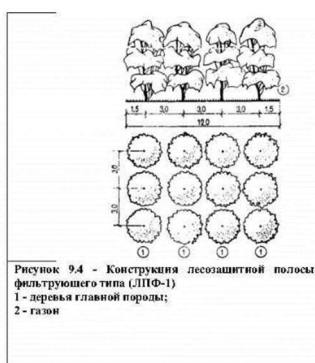 2
1,5 3,0 3,0 3,0 1,5
12,0
3,0
3,0
1 1 1 1
Рисунок 9.4 - Конструкция лесозащитной полосы
фильтрующего типа (ЛПФ-1)
1 - деревья главной породы;
2 - газон